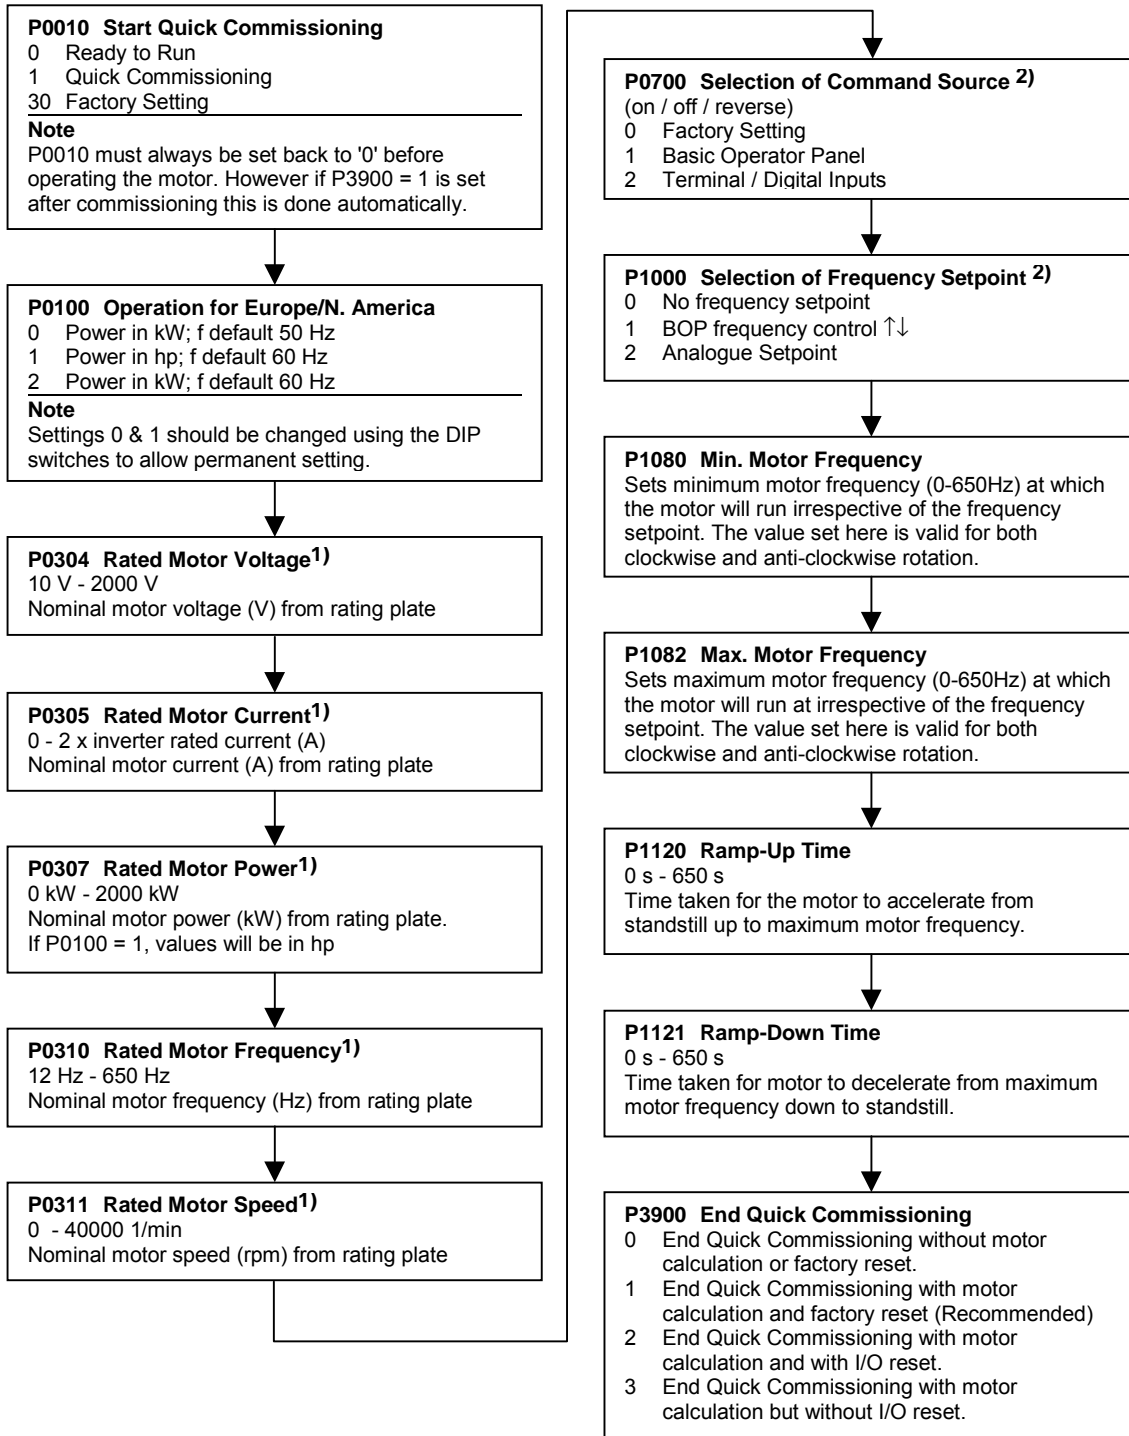 P0010 Start Quick Commissioning
0 Ready to Run
1 Quick Commissioning
30 Factory Setting
Note
P0010 must always be set back to '0' before
operating the motor. However if P3900 = 1 is set
after commissioning this is done automatically.
P0100 Operation for Europe/N. America
0 Power in kW; f default 50 Hz
1 Power in hp; f default 60 Hz
2 Power in kW; f default 60 Hz
Note
Settings 0 & 1 should be changed using the DIP
switches to allow permanent setting.
P0304 Rated Motor Voltage1)
10 V - 2000 V
Nominal motor voltage (V) from rating plate
P0305 Rated Motor Current1)
0 - 2 x inverter rated current (A)
Nominal motor current (A) from rating plate
P0307 Rated Motor Power1)
0 kW - 2000 kW
Nominal motor power (kW) from rating plate.
If P0100 = 1, values will be in hp
P0310 Rated Motor Frequency1)
12 Hz - 650 Hz
Nominal motor frequency (Hz) from rating plate
P0311 Rated Motor Speed1)
0 - 40000 1/min
Nominal motor speed (rpm) from rating plate
P0700 Selection of Command Source 2)
(on / off / reverse)
0 Factory Setting
1 Basic Operator Panel
2 Terminal / Digital Inputs
P1000 Selection of Frequency Setpoint 2)
0 No frequency setpoint
1 BOP frequency control ↑↓
2 Analogue Setpoint
P1080 Min. Motor Frequency
Sets minimum motor frequency (0-650Hz) at which
the motor will run irrespective of the frequency
setpoint. The value set here is valid for both
clockwise and anti-clockwise rotation.
P1082 Max. Motor Frequency
Sets maximum motor frequency (0-650Hz) at which
the motor will run at irrespective of the frequency
setpoint. The value set here is valid for both
clockwise and anti-clockwise rotation.
P1120 Ramp-Up Time
0 s - 650 s
Time taken for the motor to accelerate from
standstill up to maximum motor frequency.
P1121 Ramp-Down Time
0 s - 650 s
Time taken for motor to decelerate from maximum
motor frequency down to standstill.
P3900 End Quick Commissioning
0 End Quick Commissioning without motor
calculation or factory reset.
1 End Quick Commissioning with motor
calculation and factory reset (Recommended)
2 End Quick Commissioning with motor
calculation and with I/O reset.
3 End Quick Commissioning with motor
calculation but without I/O reset.